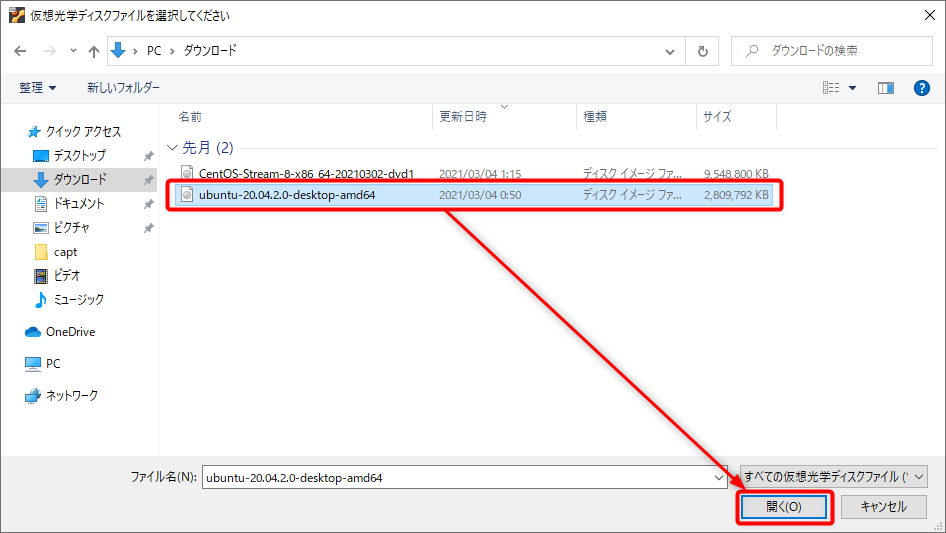 仮想光学ディスクファイルを選択してください
PC ダウンロード ダウンロードの検索
整理 新しいフォルダー
名前 更新日時 種類 サイズ
クイック アクセス
デスクトップ
ダウンロード
ドキュメント
ピクチャ
capt
ビデオ
ミュージック
OneDrive
PC
ネットワーク
先月 (2)
CentOS-Stream-8-x86_64-20210302-dvd1 2021/03/04 1:15 ディスク イメージ ファ... 9,548,800 KB
ubuntu-20.04.2.0-desktop-amd64 2021/03/04 0:50 ディスク イメージ ファ... 2,809,792 KB
ファイル名(N): ubuntu-20.04.2.0-desktop-amd64 すべての仮想光学ディスクファイル (*
開く(O) キャンセル